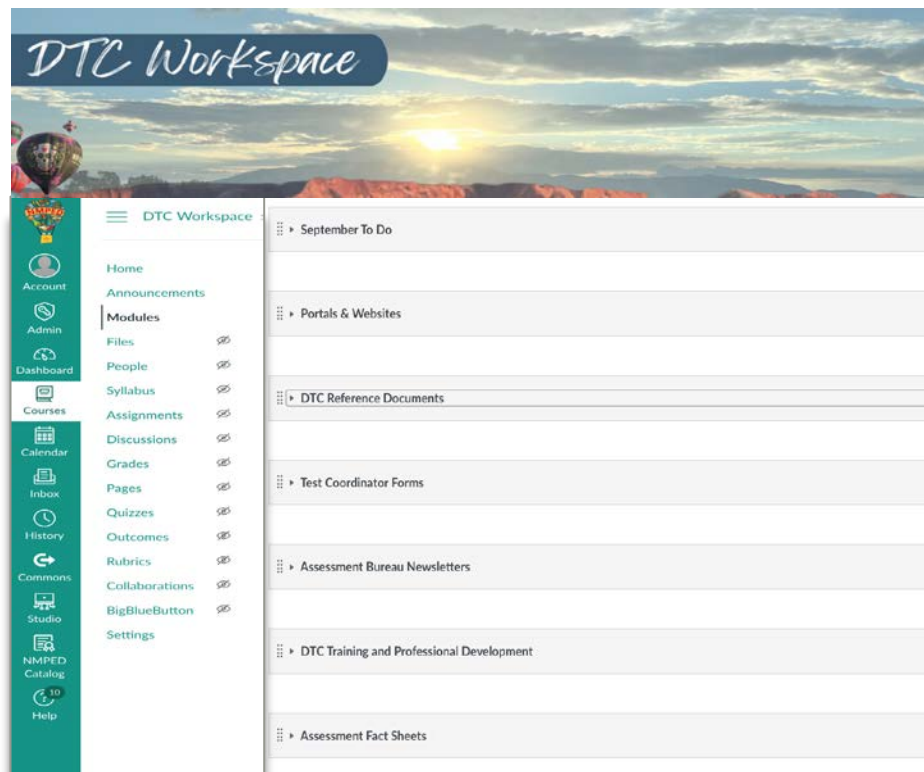 DTC Workspace
NMPED
DTC Workspace
Account
Admin
Dashboard
Courses
Calendar
Inbox
History
Commons
Studio
NMPED
Catalog
10
Help
Home
Announcements
Modules
Files
People
Syllabus
Assignments
Discussions
Grades
Pages
Quizzes
Outcomes
Rubrics
Collaborations
BigBlueButton
Settings
September To Do
Portals & Websites
DTC Reference Documents
Test Coordinator Forms
Assessment Bureau Newsletters
DTC Training and Professional Development
Assessment Fact Sheets